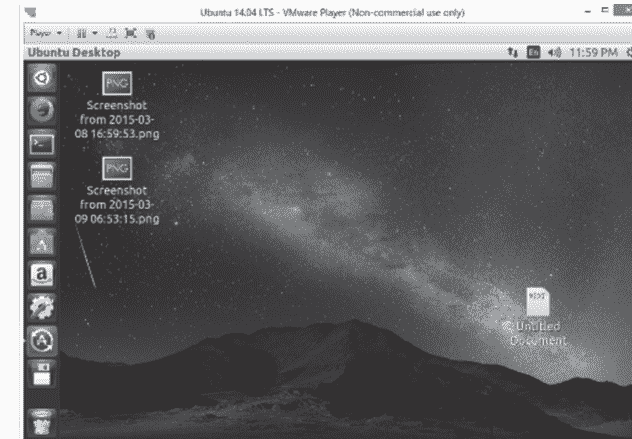 Ubuntu 14.04 LTS - VMware Player (Non-commercial use only)
Player
Ubuntu Desktop
En
11:59 PM
PNG
Screenshot
from 2015-03-
08 16:59:53.png
PNG
Screenshot
from 2015-03-
09 06:53:15.png
Untitled
Document